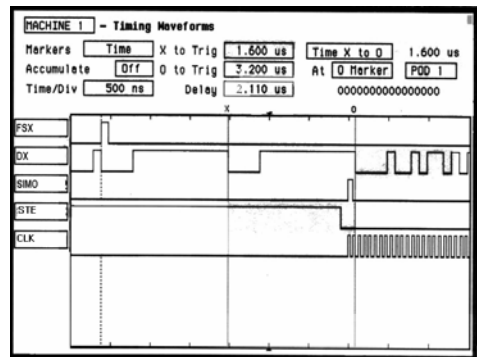 MACHINE 1 - Timing Waveforms
Markers Time X to Trig 1.600 us Time X to O 1.600 us
Accumulate Off O to Trig 3.200 us At O Marker POD 1
Time/Div 500 ns Delay 2.110 us 0000000000000000
X O
FSX
DX
SIMO
STE
CLK